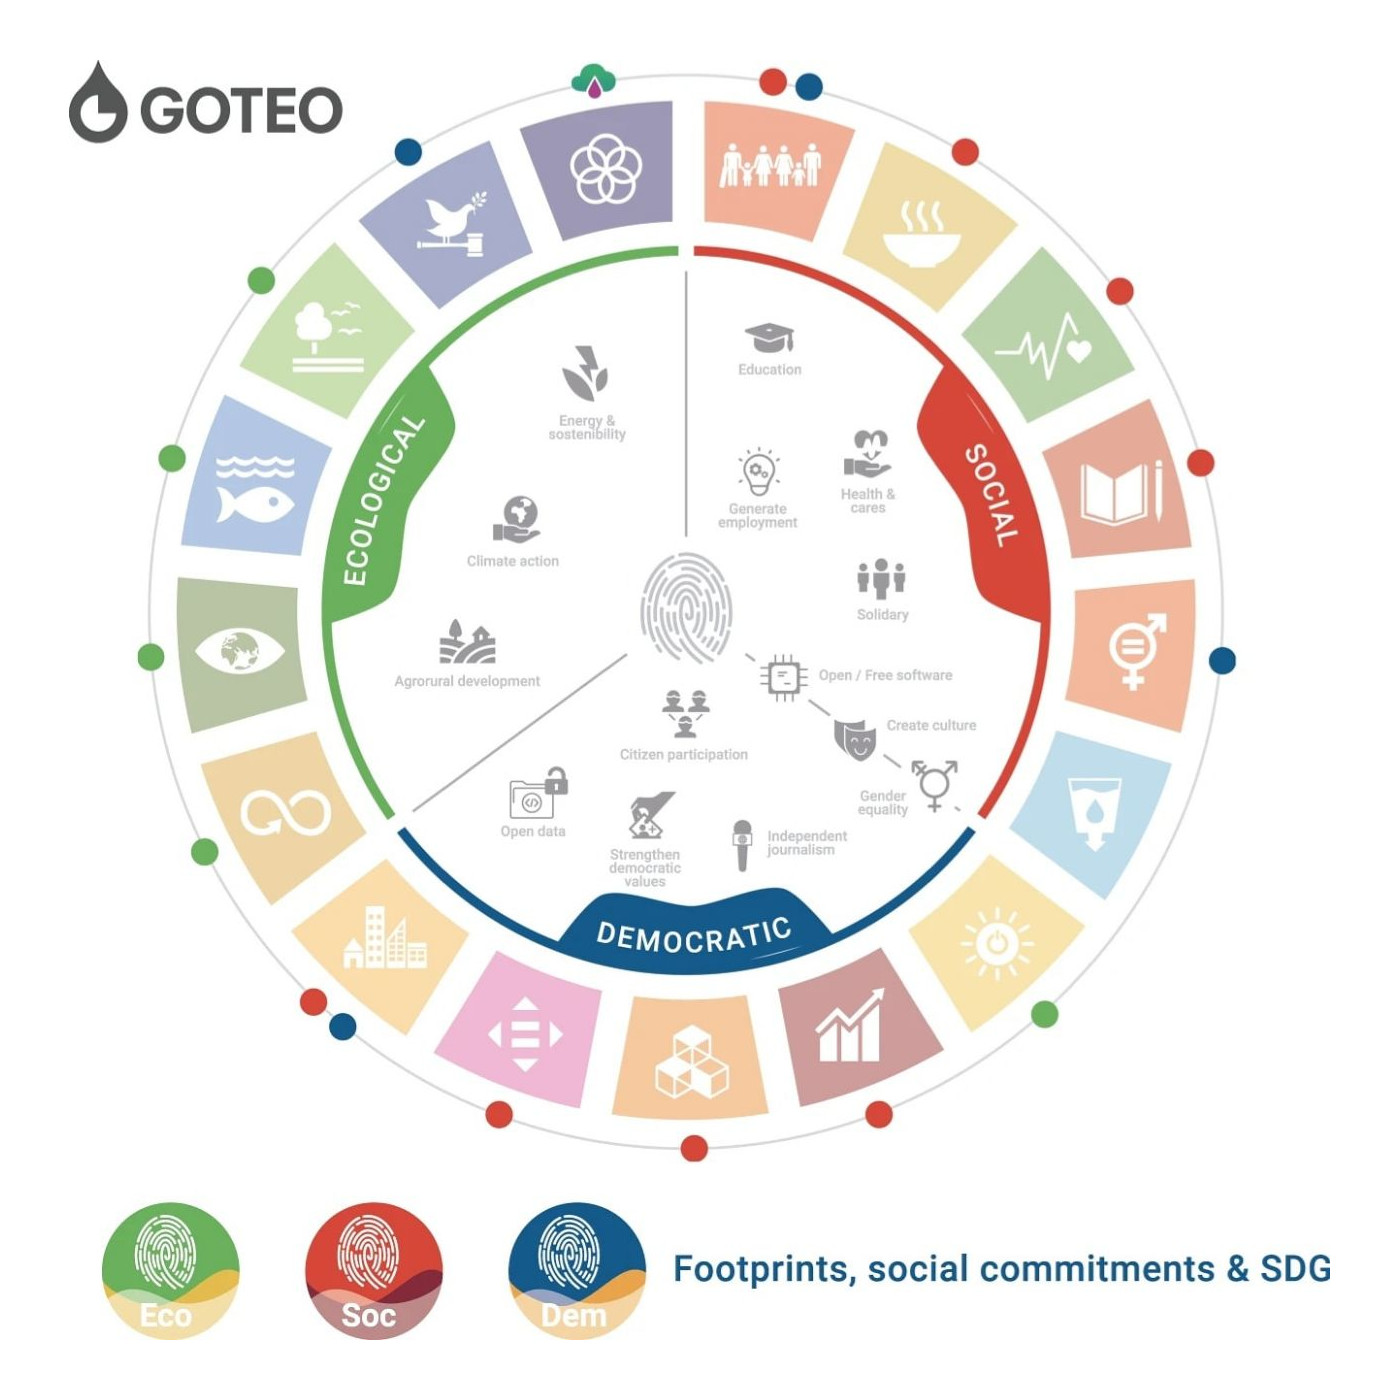 GOTEO
ECOLOGICAL
SOCIAL
DEMOCRATIC
Energy &
sostenibility
Climate action
Agrorural development
Education
Generate
employment
Health &
cares
Solidary
Open / Free software
Create culture
Gender
equality
Citizen participation
Open data
Strengthen
democratic
values
Independent
journalism
Eco
Soc
Dem
Footprints, social commitments & SDG